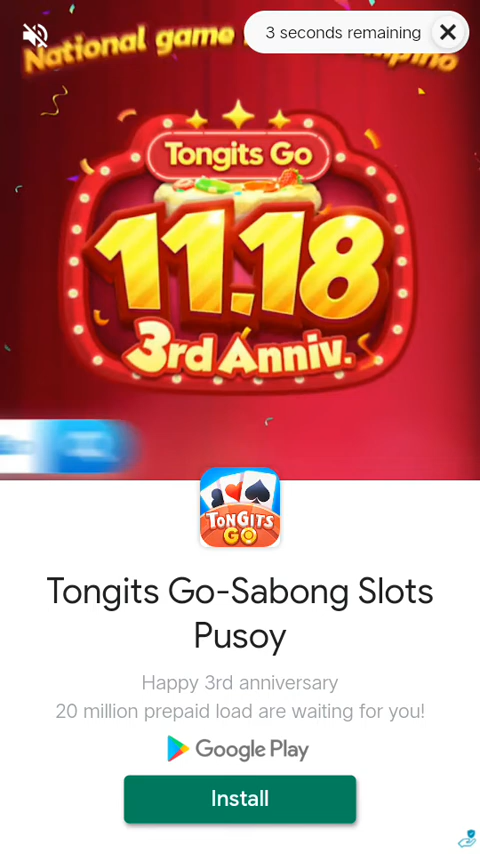 3 seconds remaining
National game
Tongits Go
11.18
3rd Anniv.
TONGITS
GO
Tongits Go-Sabong Slots
Pusoy
Happy 3rd anniversary
20 million prepaid load are waiting for you!
Google Play
Install